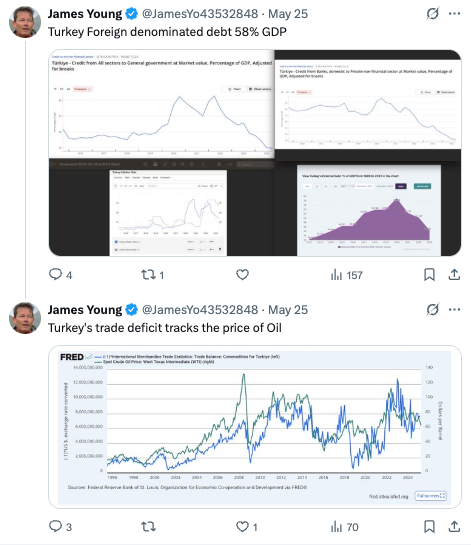 James Young @JamesYo43532848 · May 25
Turkey Foreign denominated debt 58% GDP
Türkiye - Credit from All sectors to General government at Market value, Percentage of GDP, Adjusted for breaks
Türkiye - Credit from Banks, domestic to Private non-financial sector at Market value, Percentage of GDP, Adjusted for breaks
4
1
157
James Young @JamesYo43532848 · May 25
Turkey's trade deficit tracks the price of Oil
FRED
(-1)*International Merchandise Trade Statistics: Trade Balance: Commodities for Turkiye (left)
Spot Crude Oil Price: West Texas Intermediate (WTI) (right)
14,000,000,000
12,000,000,000
10,000,000,000
8,000,000,000
6,000,000,000
4,000,000,000
2,000,000,000
0
140
120
100
80
60
40
20
0
(-1)*US $, exchange rate converted
Dollars per Barrel
1996 1998 2000 2002 2004 2006 2008 2010 2012 2014 2016 2018 2020 2022 2024
Sources: Federal Reserve Bank of St. Louis; Organization for Economic Co-operation and Development via FRED®
fred.stlouisfed.org
Fullscreen
3
1
70